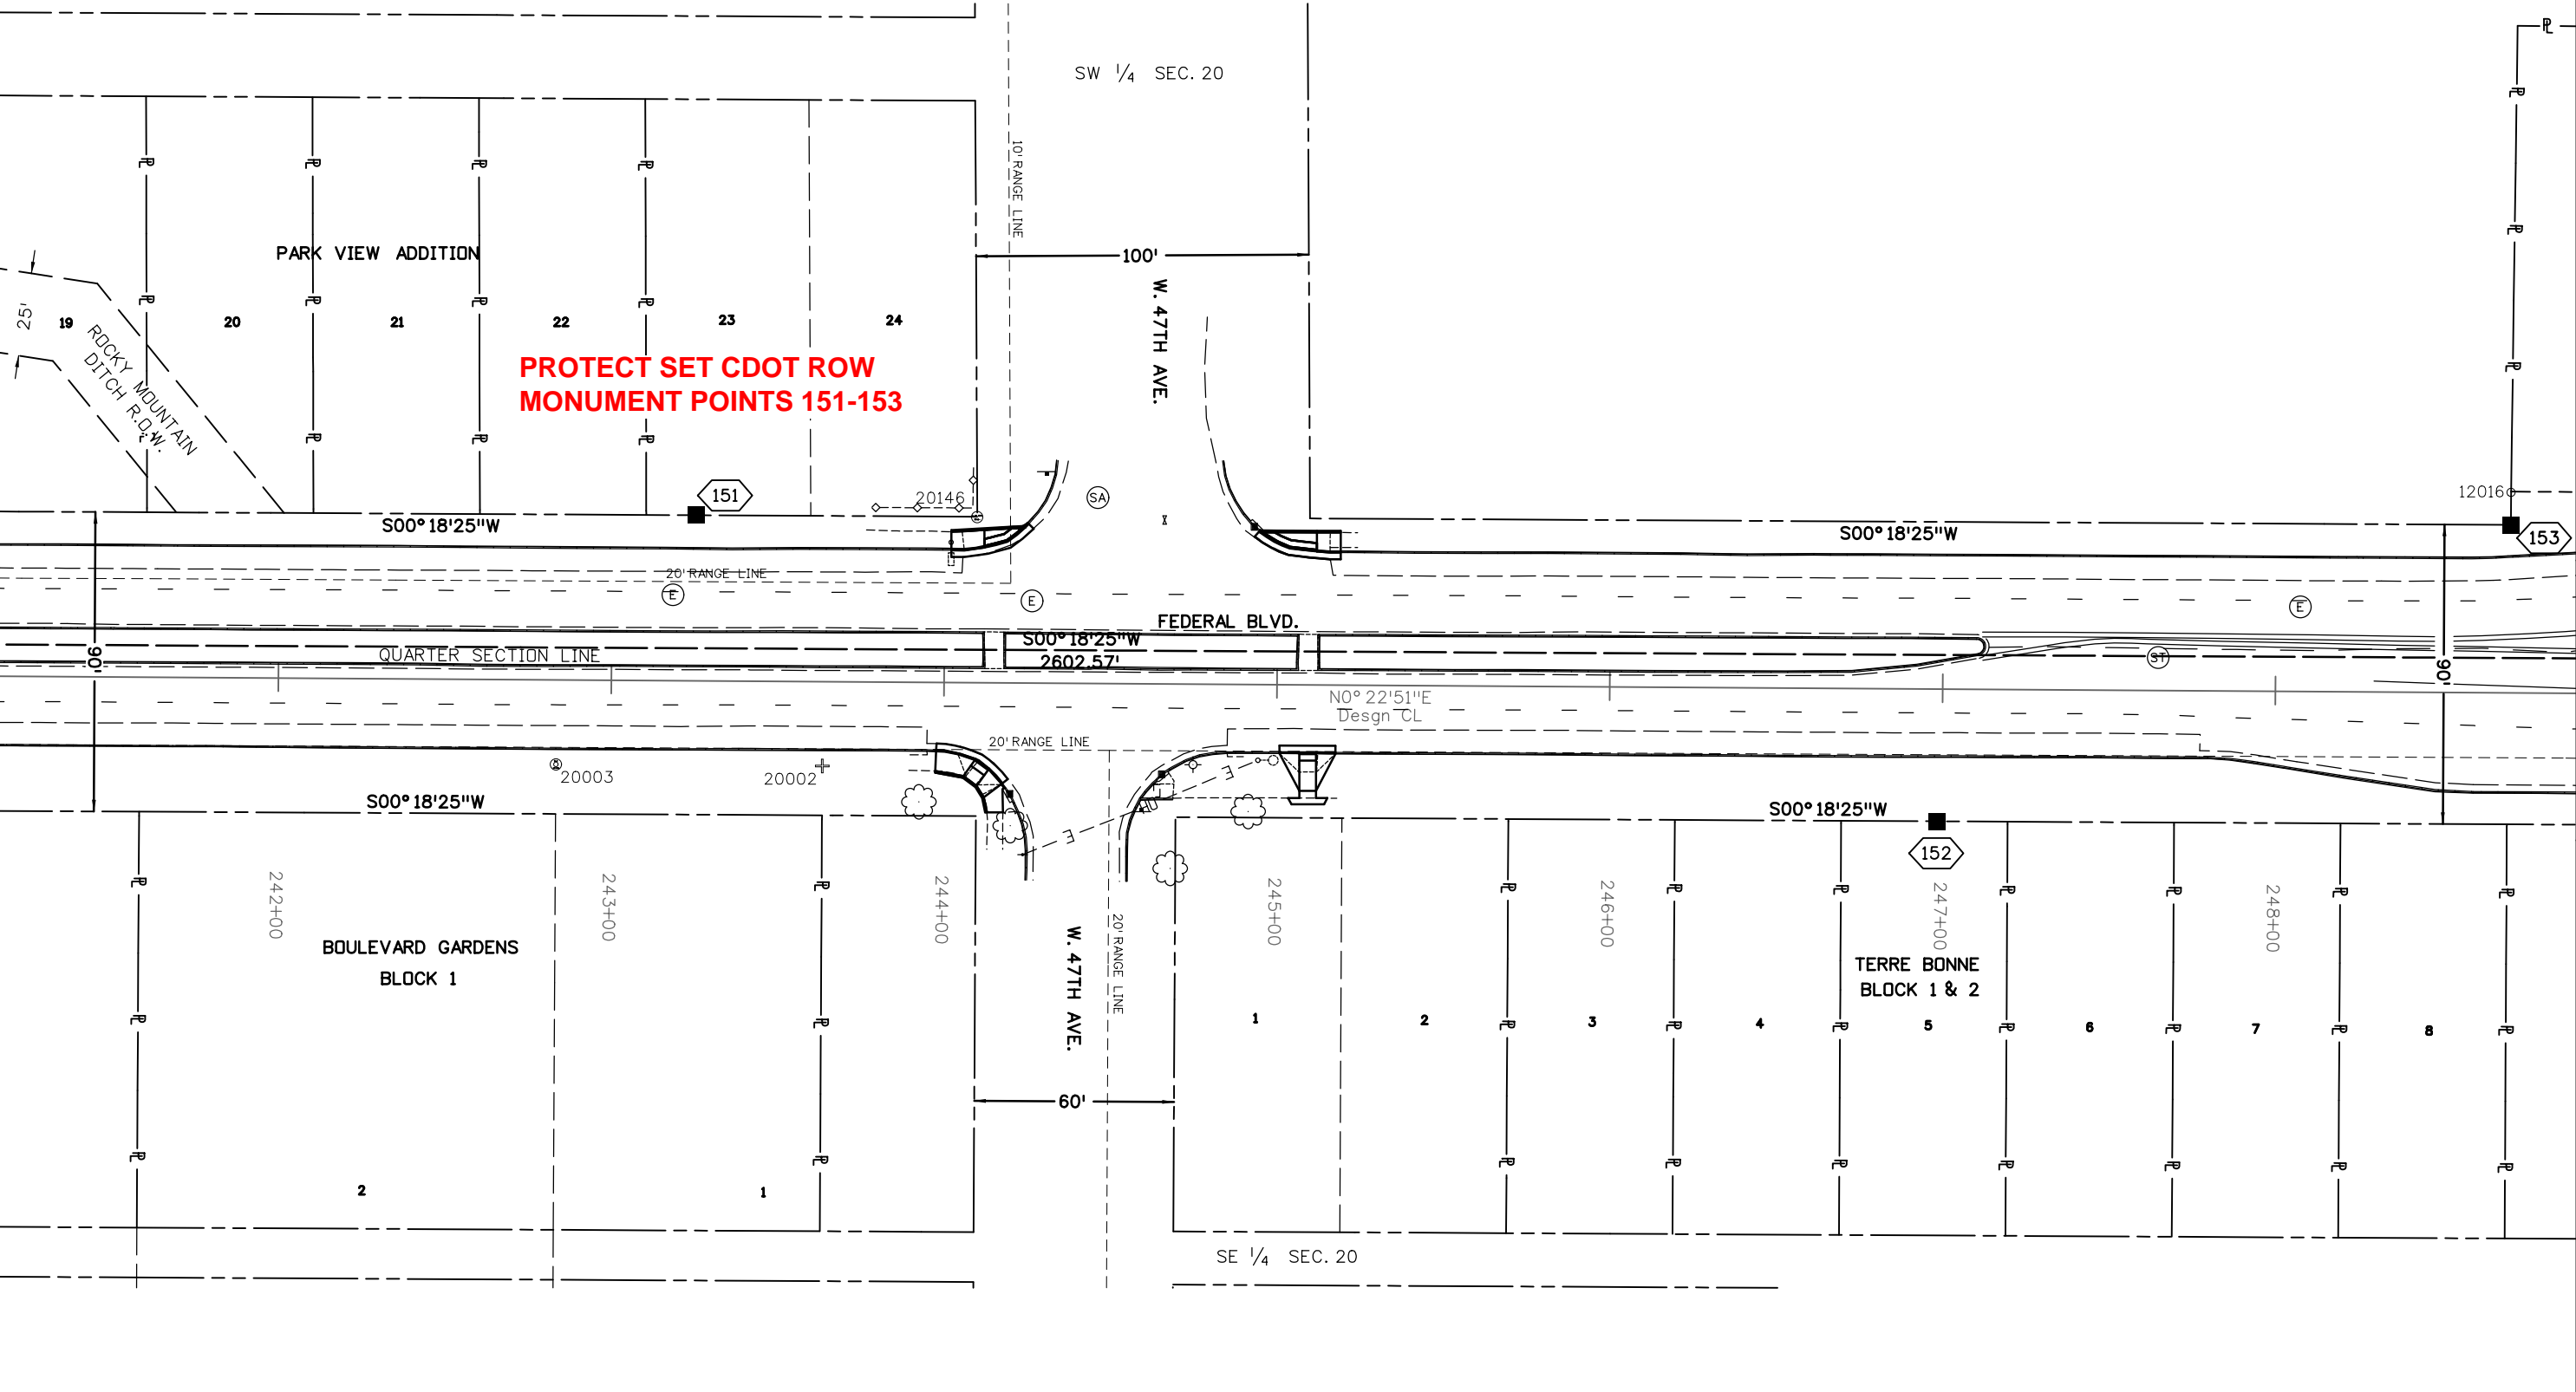 P̲L
SW 1/4 SEC. 20
10' RANGE LINE
PARK VIEW ADDITION
100'
W. 47TH AVE.
25'
19
20
21
22
23
24
ROCKY MOUNTAIN
DITCH R.O.W.
PROTECT SET CDOT ROW
MONUMENT POINTS 151-153
151
20146
SA
12016
153
S00°18'25"W
S00°18'25"W
20' RANGE LINE
E
E
E
FEDERAL BLVD.
S00°18'25"W
2602.57'
QUARTER SECTION LINE
90'
ST
90'
N0°22'51"E
Desgn CL
20' RANGE LINE
20003
20002
E
E
S00°18'25"W
S00°18'25"W
152
242+00
243+00
244+00
245+00
246+00
247+00
248+00
BOULEVARD GARDENS
BLOCK 1
W. 47TH AVE.
20' RANGE LINE
TERRE BONNE
BLOCK 1 & 2
1
2
3
4
5
6
7
8
60'
2
1
SE 1/4 SEC. 20